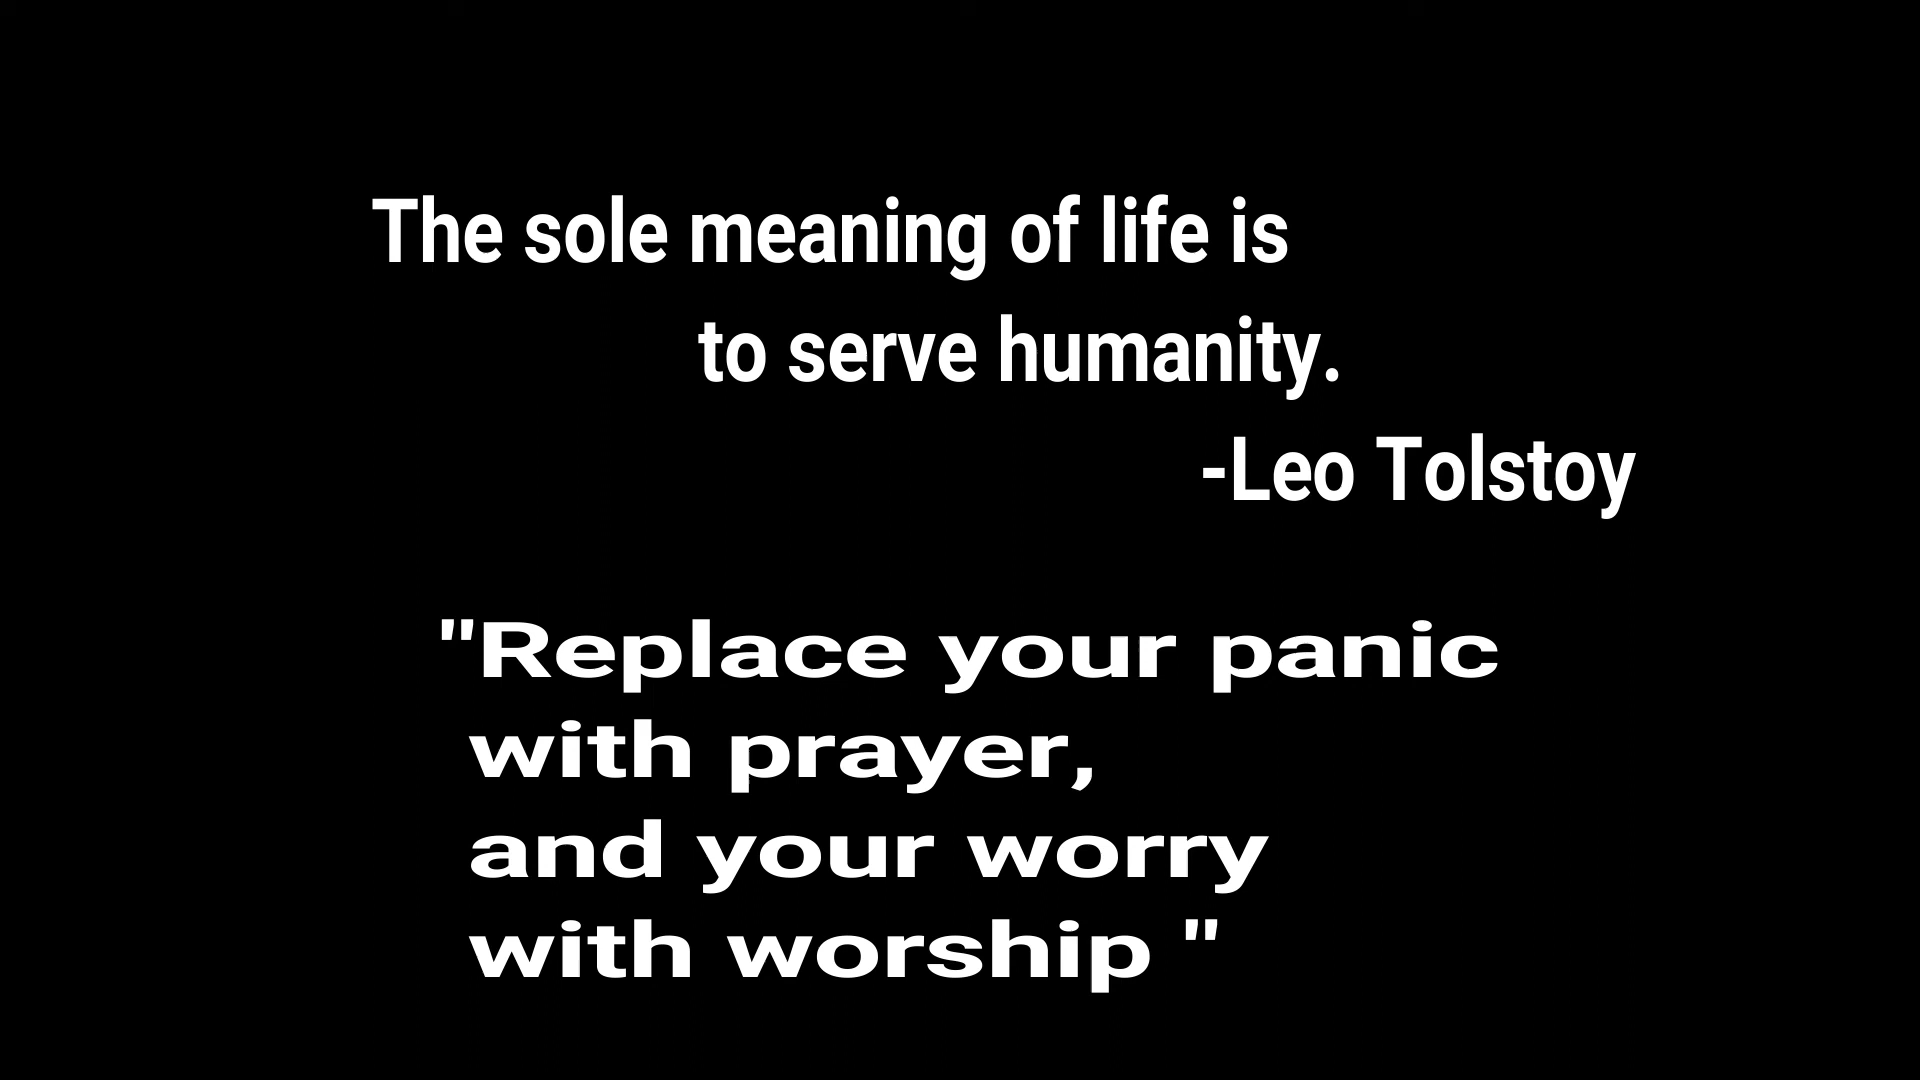 The sole meaning of life is
to serve humanity.
-Leo Tolstoy
"Replace your panic
with prayer,
and your worry
with worship "